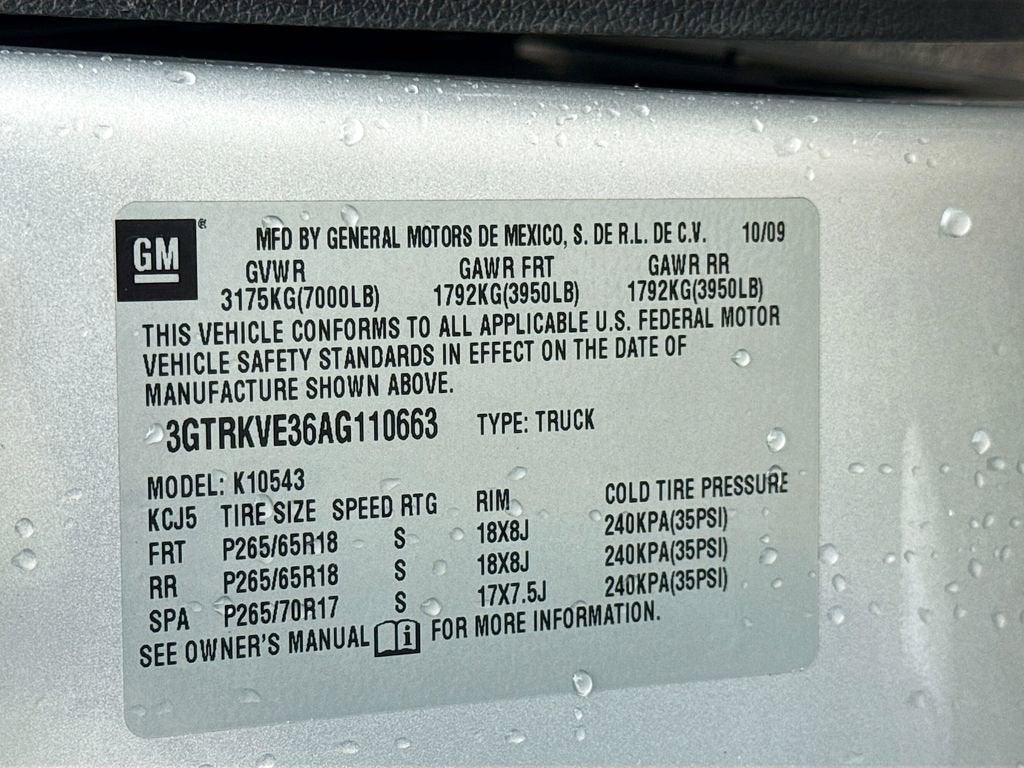 GM ® MFD BY GENERAL MOTORS DE MEXICO, S. DE R.L. DE C.V. 10/09
GVWR GAWR FRT GAWR RR
3175KG(7000LB) 1792KG(3950LB) 1792KG(3950LB)
THIS VEHICLE CONFORMS TO ALL APPLICABLE U.S. FEDERAL MOTOR
VEHICLE SAFETY STANDARDS IN EFFECT ON THE DATE OF
MANUFACTURE SHOWN ABOVE.
3GTRKVE36AG110663 TYPE: TRUCK
MODEL: K10543
KCJ5 TIRE SIZE SPEED RTG RIM COLD TIRE PRESSURE
FRT P265/65R18 S 18X8J 240KPA(35PSI)
RR P265/65R18 S 18X8J 240KPA(35PSI)
SPA P265/70R17 S 17X7.5J 240KPA(35PSI)
SEE OWNER'S MANUAL i FOR MORE INFORMATION.